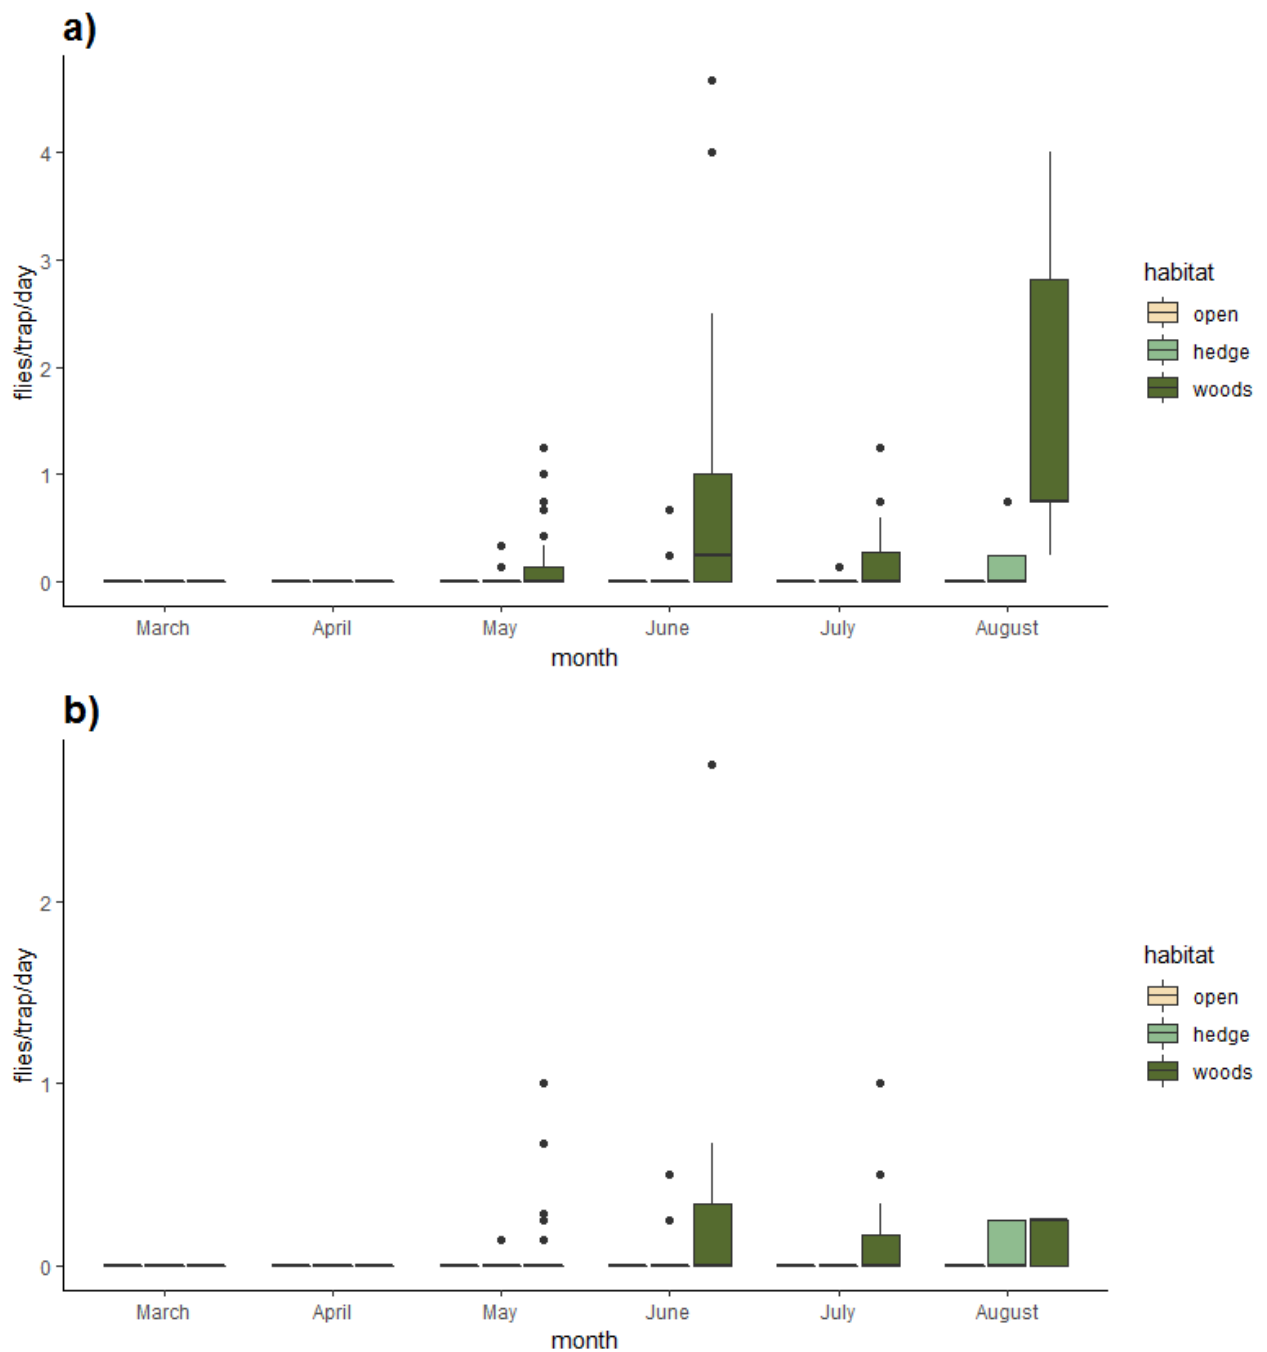 a)
flies/trap/day
4
3
2
1
0
March April May June July August
month
habitat
open
hedge
woods
b)
flies/trap/day
2
1
0
March April May June July August
month
habitat
open
hedge
woods